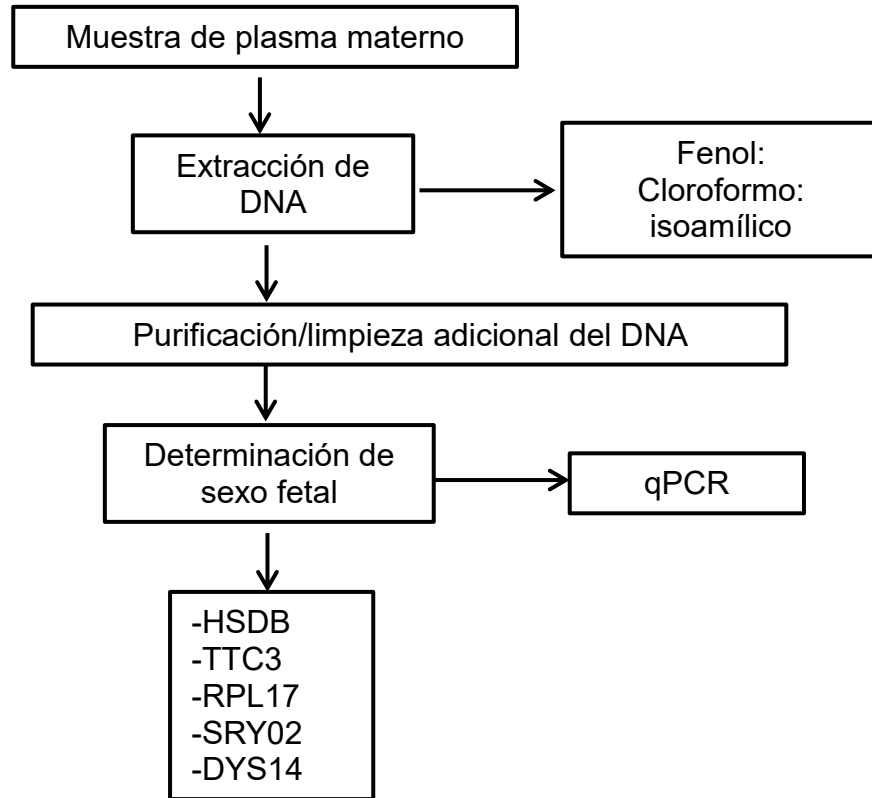 Muestra de plasma materno
Extracción de
DNA
Fenol:
Cloroformo:
isoamílico
Purificación/limpieza adicional del DNA
Determinación de
sexo fetal
qPCR
-HSDB
-TTC3
-RPL17
-SRY02
-DYS14